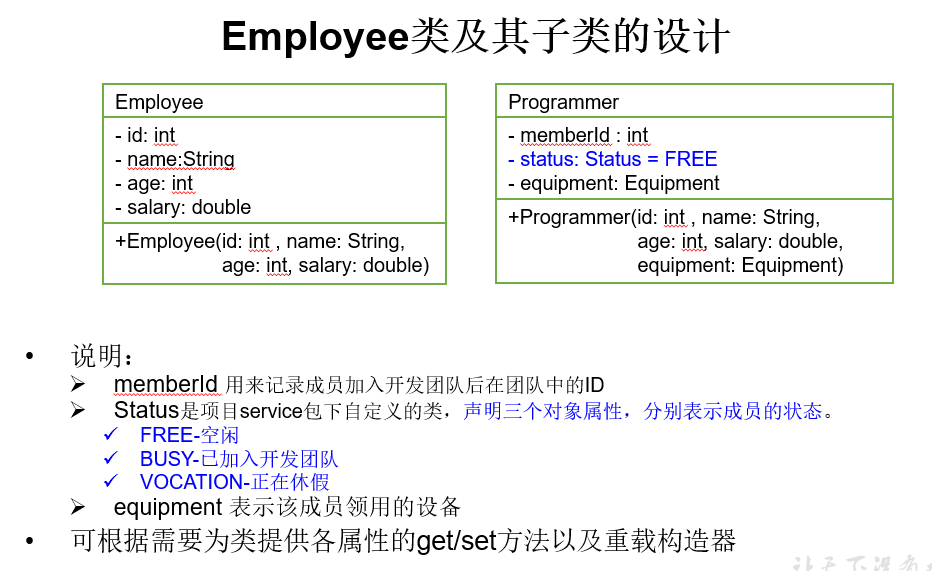 Employee类及其子类的设计
Employee
- id: int
- name:String
- age: int
- salary: double
+Employee(id: int , name: String,
age: int, salary: double)
Programmer
- memberId : int
- status: Status = FREE
- equipment: Equipment
+Programmer(id: int , name: String,
age: int, salary: double,
equipment: Equipment)
• 说明：
➢ memberId 用来记录成员加入开发团队后在团队中的ID
➢ Status是项目service包下自定义的类，声明三个对象属性，分别表示成员的状态。
✓ FREE-空闲
✓ BUSY-已加入开发团队
✓ VOCATION-正在休假
➢ equipment 表示该成员领用的设备
• 可根据需要为类提供各属性的get/set方法以及重载构造器